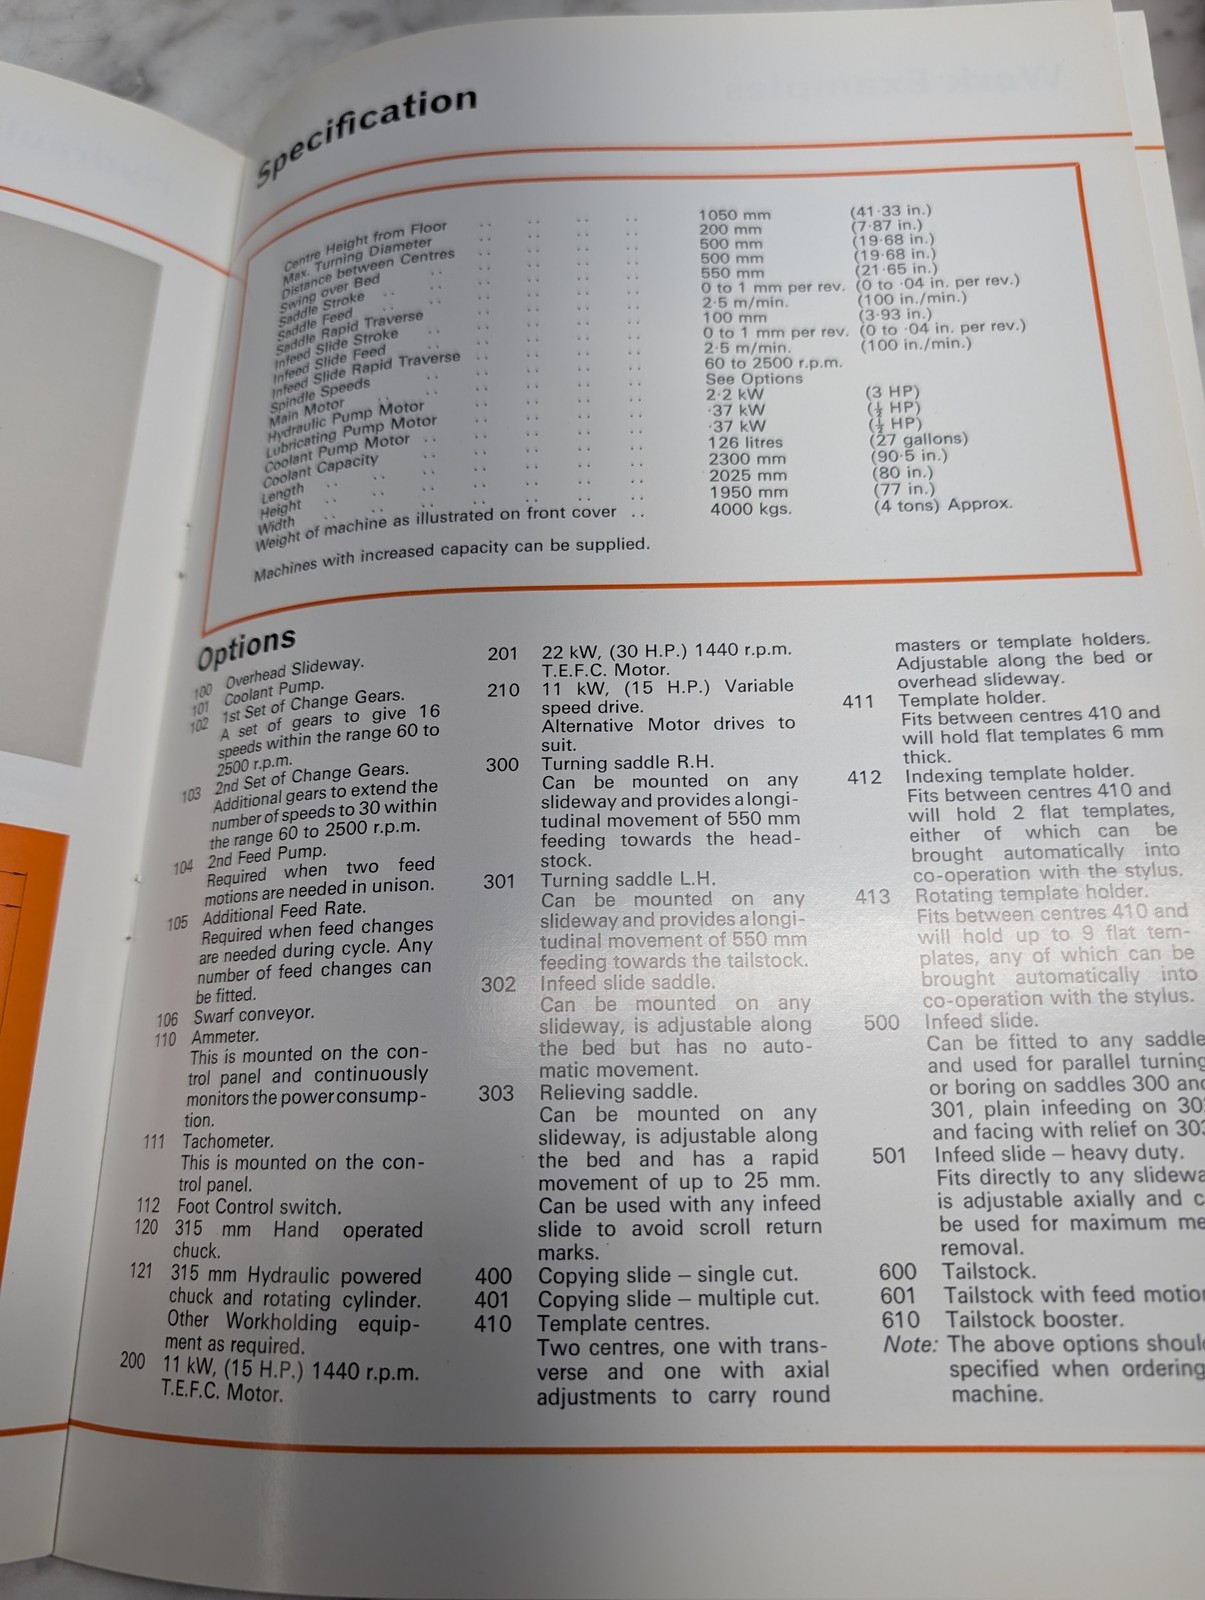 Specification
Centre Height from Floor .. .. .. .. 1050 mm (41·33 in.)
Max. Turning Diameter .. .. .. .. 200 mm (7·87 in.)
Distance between Centres .. .. .. .. 500 mm (19·68 in.)
Swing over Bed .. .. .. .. .. 500 mm (19·68 in.)
Saddle Stroke .. .. .. .. .. 550 mm (21·65 in.)
Saddle Feed .. .. .. .. .. 0 to 1 mm per rev. (0 to ·04 in. per rev.)
Saddle Rapid Traverse .. .. .. .. 2·5 m/min. (100 in./min.)
Infeed Slide Stroke .. .. .. .. .. 100 mm (3·93 in.)
Infeed Slide Feed .. .. .. .. .. 0 to 1 mm per rev. (0 to ·04 in. per rev.)
Infeed Slide Rapid Traverse .. .. .. .. 2·5 m/min. (100 in./min.)
Spindle Speeds .. .. .. .. .. 60 to 2500 r.p.m.
Main Motor .. .. .. .. .. .. See Options
Hydraulic Pump Motor .. .. .. .. 2·2 kW (3 HP)
Lubricating Pump Motor .. .. .. .. ·37 kW (½ HP)
Coolant Pump Motor .. .. .. .. .. ·37 kW (½ HP)
Coolant Capacity .. .. .. .. .. 126 litres (27 gallons)
Length .. .. .. .. .. .. 2300 mm (90·5 in.)
Height .. .. .. .. .. .. 2025 mm (80 in.)
Width .. .. .. .. .. .. 1950 mm (77 in.)
Weight of machine as illustrated on front cover .. 4000 kgs. (4 tons) Approx.
Machines with increased capacity can be supplied.
Options
100 Overhead Slideway.
101 Coolant Pump.
102 1st Set of Change Gears.
A set of gears to give 16
speeds within the range 60 to
2500 r.p.m.
103 2nd Set of Change Gears.
Additional gears to extend the
number of speeds to 30 within
the range 60 to 2500 r.p.m.
104 2nd Feed Pump.
Required when two feed
motions are needed in unison.
105 Additional Feed Rate.
Required when feed changes
are needed during cycle. Any
number of feed changes can
be fitted.
106 Swarf conveyor.
110 Ammeter.
This is mounted on the con-
trol panel and continuously
monitors the power consump-
tion.
111 Tachometer.
This is mounted on the con-
trol panel.
112 Foot Control switch.
120 315 mm Hand operated
chuck.
121 315 mm Hydraulic powered
chuck and rotating cylinder.
Other Workholding equip-
ment as required.
200 11 kW, (15 H.P.) 1440 r.p.m.
T.E.F.C. Motor.
201 22 kW, (30 H.P.) 1440 r.p.m.
T.E.F.C. Motor.
210 11 kW, (15 H.P.) Variable
speed drive.
Alternative Motor drives to
suit.
300 Turning saddle R.H.
Can be mounted on any
slideway and provides a longi-
tudinal movement of 550 mm
feeding towards the head-
stock.
301 Turning saddle L.H.
Can be mounted on any
slideway and provides a longi-
tudinal movement of 550 mm
feeding towards the tailstock.
302 Infeed slide saddle.
Can be mounted on any
slideway, is adjustable along
the bed but has no auto-
matic movement.
303 Relieving saddle.
Can be mounted on any
slideway, is adjustable along
the bed and has a rapid
movement of up to 25 mm.
Can be used with any infeed
slide to avoid scroll return
marks.
400 Copying slide – single cut.
401 Copying slide – multiple cut.
410 Template centres.
Two centres, one with trans-
verse and one with axial
adjustments to carry round
masters or template holders.
Adjustable along the bed or
overhead slideway.
411 Template holder.
Fits between centres 410 and
will hold flat templates 6 mm
thick.
412 Indexing template holder.
Fits between centres 410 and
will hold 2 flat templates,
either of which can be
brought automatically into
co-operation with the stylus.
413 Rotating template holder.
Fits between centres 410 and
will hold up to 9 flat tem-
plates, any of which can be
brought automatically into
co-operation with the stylus.
500 Infeed slide.
Can be fitted to any saddle
and used for parallel turning
or boring on saddles 300 and
301, plain infeeding on 30
and facing with relief on 30
501 Infeed slide – heavy duty.
Fits directly to any slidewa
is adjustable axially and c
be used for maximum me
removal.
600 Tailstock.
601 Tailstock with feed motio
610 Tailstock booster.
Note: The above options shoul
specified when ordering
machine.